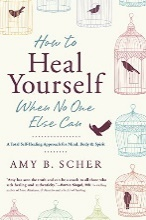 How to
Heal
Yourself
When No One
Else Can
A Total Self-Healing Approach for Mind, Body & Spirit
AMY B. SCHER